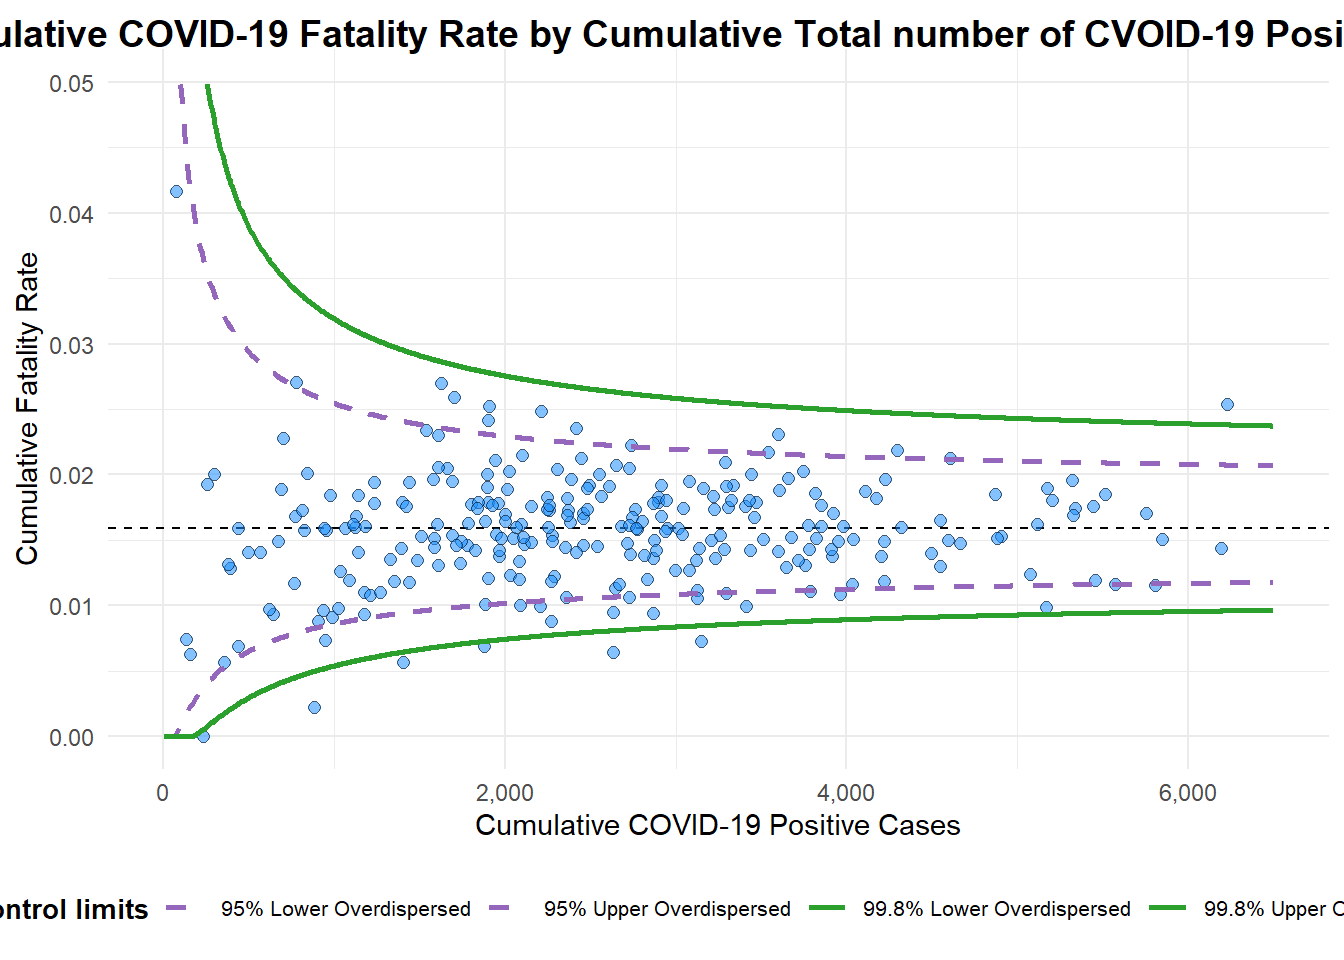 ulative COVID-19 Fatality Rate by Cumulative Total number of CVOID-19 Posi
0.05
0.04
0.03
0.02
0.01
0.00
Cumulative Fatality Rate
0
2,000
4,000
6,000
Cumulative COVID-19 Positive Cases
ontrol limits
95% Lower Overdispersed
95% Upper Overdispersed
99.8% Lower Overdispersed
99.8% Upper O